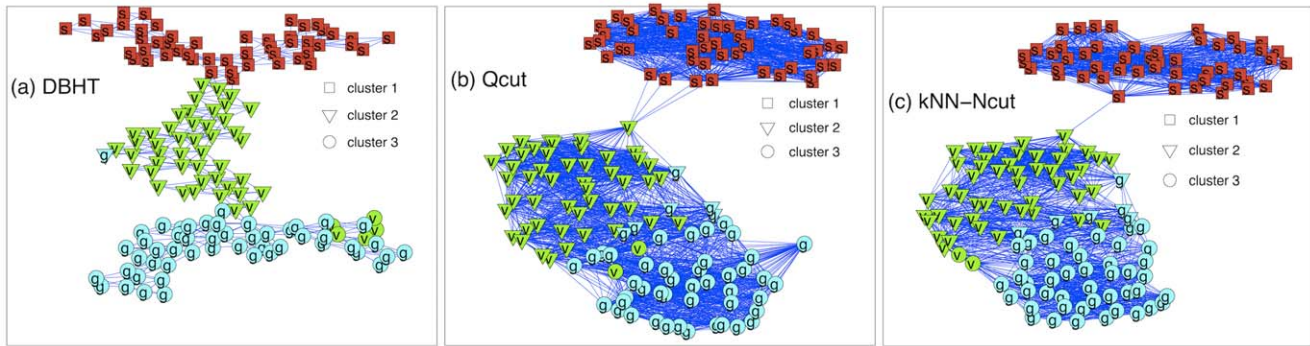 (a) DBHT
cluster 1
cluster 2
cluster 3
(b) Qcut
cluster 1
cluster 2
cluster 3
(c) kNN–Ncut
cluster 1
cluster 2
cluster 3